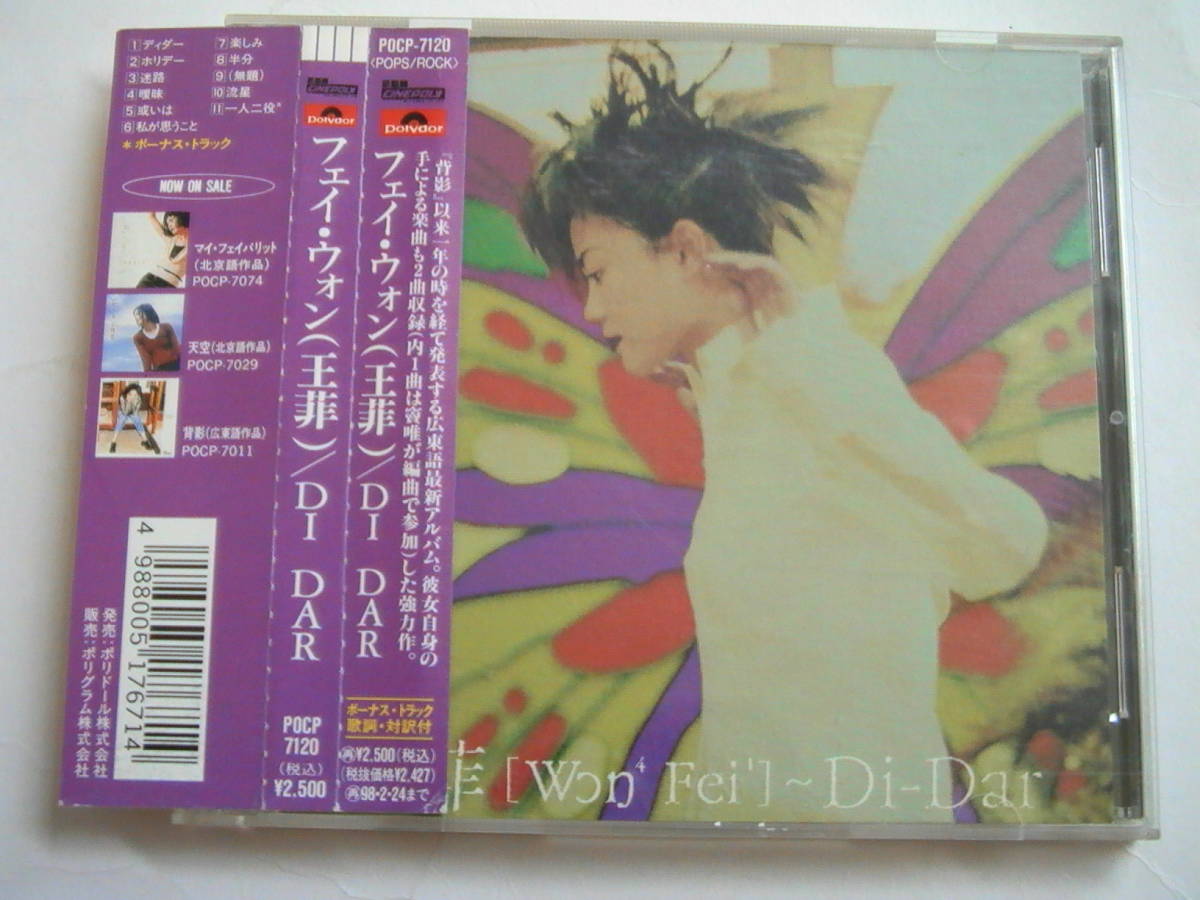 1 ディダー
2 ホリデー
3 迷路
4 曖昧
5 或いは
6 私が思うこと
7 楽しみ
8 半分
9 (無題)
10 流星
11 一人二役*
*ボーナス・トラック
NOW ON SALE
マイ・フェイバリット
(北京語作品)
POCP-7074
天空(北京語作品)
POCP-7029
背影(広東語作品)
POCP-7011
4 988005 176714
発売:ポリドール株式会社
販売:ポリグラム株式会社
CINEPOLY
Polydor
フェイ・ウォン(王菲)/DI DAR
POCP
7120
(税込)
¥2,500
POCP-7120
〈POPS/ROCK〉
CINEPOLY
Polydor
フェイ・ウォン(王菲)/DI DAR
『背影』以来一年の時を経て発表する広東語最新アルバム。彼女自身の
手による楽曲も2曲収録(内1曲は竇唯が編曲で参加)した強力作。
ボーナス・トラック
歌詞・対訳付
再¥2,500(税込)
(税抜価格¥2,427)
再98・2・24まで
菲 [Wɔŋ⁴ Fei¹]~Di-Dar